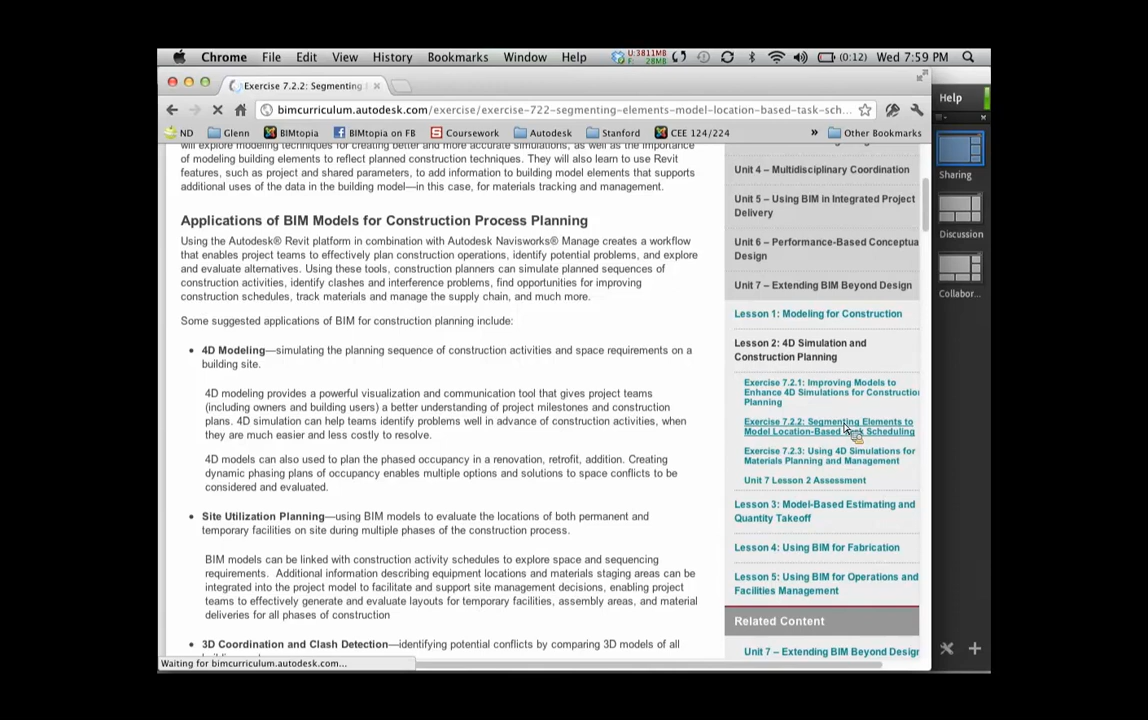 Chrome File Edit View History Bookmarks Window Help U:3811MB F: 28MB (0:12) Wed 7:59 PM
Exercise 7.2.2: Segmenting
bimcurriculum.autodesk.com/exercise/exercise-722-segmenting-elements-model-location-based-task-sch...
ND Glenn BIMtopia BIMtopia on FB Coursework Autodesk Stanford CEE 124/224 » Other Bookmarks
will explore modeling techniques for creating better and more accurate simulations, as well as the importance
of modeling building elements to reflect planned construction techniques. They will also learn to use Revit
features, such as project and shared parameters, to add information to building model elements that supports
additional uses of the data in the building model—in this case, for materials tracking and management.
Applications of BIM Models for Construction Process Planning
Using the Autodesk® Revit platform in combination with Autodesk Navisworks® Manage creates a workflow
that enables project teams to effectively plan construction operations, identify potential problems, and explore
and evaluate alternatives. Using these tools, construction planners can simulate planned sequences of
construction activities, identify clashes and interference problems, find opportunities for improving
construction schedules, track materials and manage the supply chain, and much more.
Some suggested applications of BIM for construction planning include:
• 4D Modeling—simulating the planning sequence of construction activities and space requirements on a
building site.
4D modeling provides a powerful visualization and communication tool that gives project teams
(including owners and building users) a better understanding of project milestones and construction
plans. 4D simulation can help teams identify problems well in advance of construction activities, when
they are much easier and less costly to resolve.
4D models can also used to plan the phased occupancy in a renovation, retrofit, addition. Creating
dynamic phasing plans of occupancy enables multiple options and solutions to space conflicts to be
considered and evaluated.
• Site Utilization Planning—using BIM models to evaluate the locations of both permanent and
temporary facilities on site during multiple phases of the construction process.
BIM models can be linked with construction activity schedules to explore space and sequencing
requirements. Additional information describing equipment locations and materials staging areas can be
integrated into the project model to facilitate and support site management decisions, enabling project
teams to effectively generate and evaluate layouts for temporary facilities, assembly areas, and material
deliveries for all phases of construction
• 3D Coordination and Clash Detection—identifying potential conflicts by comparing 3D models of all
Waiting for bimcurriculum.autodesk.com...
Unit 4 – Multidisciplinary Coordination
Unit 5 – Using BIM in Integrated Project
Delivery
Unit 6 – Performance-Based Conceptua
Design
Unit 7 – Extending BIM Beyond Design
Lesson 1: Modeling for Construction
Lesson 2: 4D Simulation and
Construction Planning
Exercise 7.2.1: Improving Models to
Enhance 4D Simulations for Construction
Planning
Exercise 7.2.2: Segmenting Elements to
Model Location-Based Task Scheduling
Exercise 7.2.3: Using 4D Simulations for
Materials Planning and Management
Unit 7 Lesson 2 Assessment
Lesson 3: Model-Based Estimating and
Quantity Takeoff
Lesson 4: Using BIM for Fabrication
Lesson 5: Using BIM for Operations and
Facilities Management
Related Content
Unit 7 – Extending BIM Beyond Design
Help
Sharing
Discussion
Collabor...